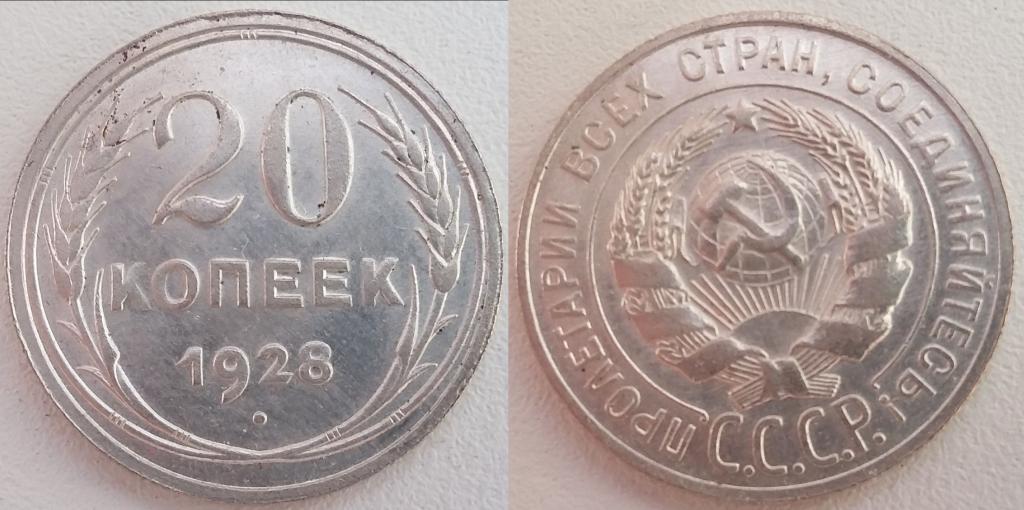 20
КОПЕЕК
1928
ПРОЛЕТАРИИ ВСЕХ СТРАН, СОЕДИНЯЙТЕСЬ!
С.С.С.Р.